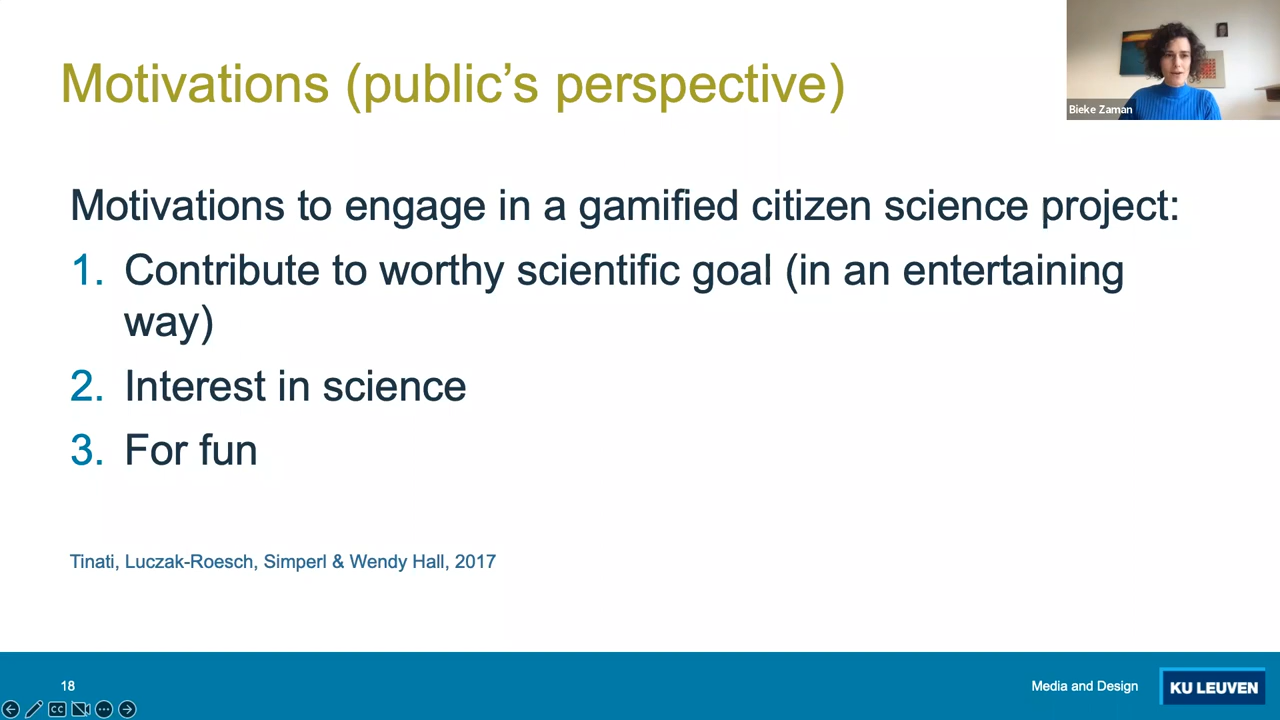 Motivations (public's perspective)
Bieke Zaman
Motivations to engage in a gamified citizen science project:
1. Contribute to worthy scientific goal (in an entertaining
way)
2. Interest in science
3. For fun
Tinati, Luczak-Roesch, Simperl & Wendy Hall, 2017
18
Media and Design
KU LEUVEN
CC